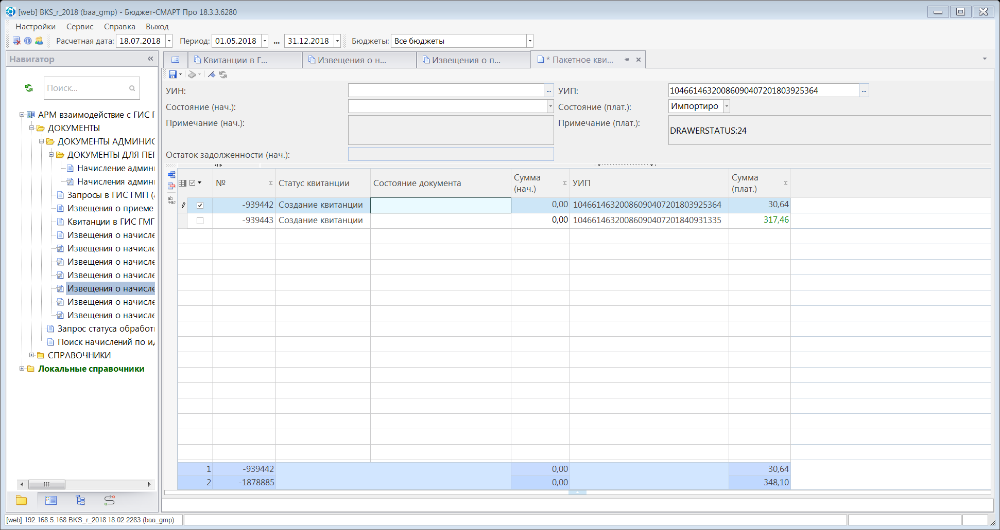 [web] BKS_r_2018 (baa_gmp) - Бюджет-СМАРТ Про 18.3.3.6280
Настройки Сервис Справка Выход
Расчетная дата: 18.07.2018 Период: 01.05.2018 ... 31.12.2018 Бюджеты: Все бюджеты
Навигатор «
Квитанции в Г... Извещения о н... Извещения о п... * Пакетное кви...
Поиск...
АРМ взаимодействие с ГИС Г
ДОКУМЕНТЫ
ДОКУМЕНТЫ АДМИНИС
ДОКУМЕНТЫ ДЛЯ ПЕР
Начисление админи
Начисления админи
Запросы в ГИС ГМП (а
Извещения о приеме
Квитанции в ГИС ГМП
Извещения о начисле
Извещения о начисле
Извещения о начисле
Извещения о начисле
Извещения о начисле
Извещения о начисле
Извещения о начисле
Запрос статуса обработ
Поиск начислений по и
СПРАВОЧНИКИ
Локальные справочники
УИН: ... УИП: 10466146320086090407201803925364 ...
Состояние (нач.): Состояние (плат.): Импортиро
Примечание (нач.): Примечание (плат.): DRAWERSTATUS:24
Остаток задолженности (нач.):
№ Σ Статус квитанции Состояние документа Сумма (нач.) Σ УИП Сумма (плат.) Σ
-939442 Создание квитанции 0,00 10466146320086090407201803925364 30,64
-939443 Создание квитанции 0,00 10466146320086090407201840931335 317,46
1 -939442 0,00 30,64
2 -1878885 0,00 348,10
[web] 192.168.5.168.BKS_r_2018 18.02.2283 (baa_gmp)